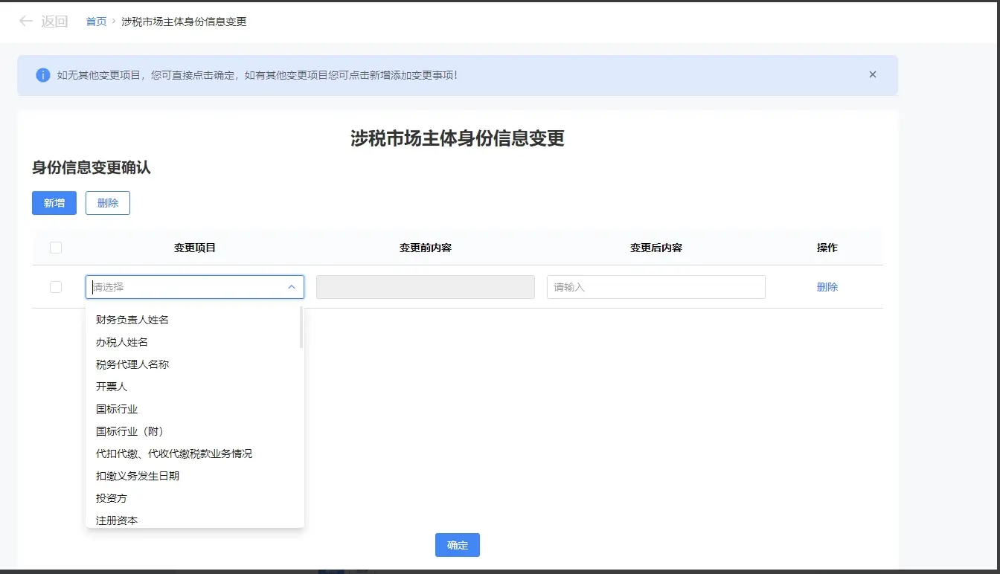 返回 首页 > 涉税市场主体身份信息变更
如无其他变更项目，您可直接点击确定，如有其他变更项目您可点击新增添加变更事项！
涉税市场主体身份信息变更
身份信息变更确认
新增 删除
变更项目 变更前内容 变更后内容 操作
请选择 请输入 删除
财务负责人姓名
办税人姓名
税务代理人名称
开票人
国标行业
国标行业（附）
代扣代缴、代收代缴税款业务情况
扣缴义务发生日期
投资方
注册资本
确定